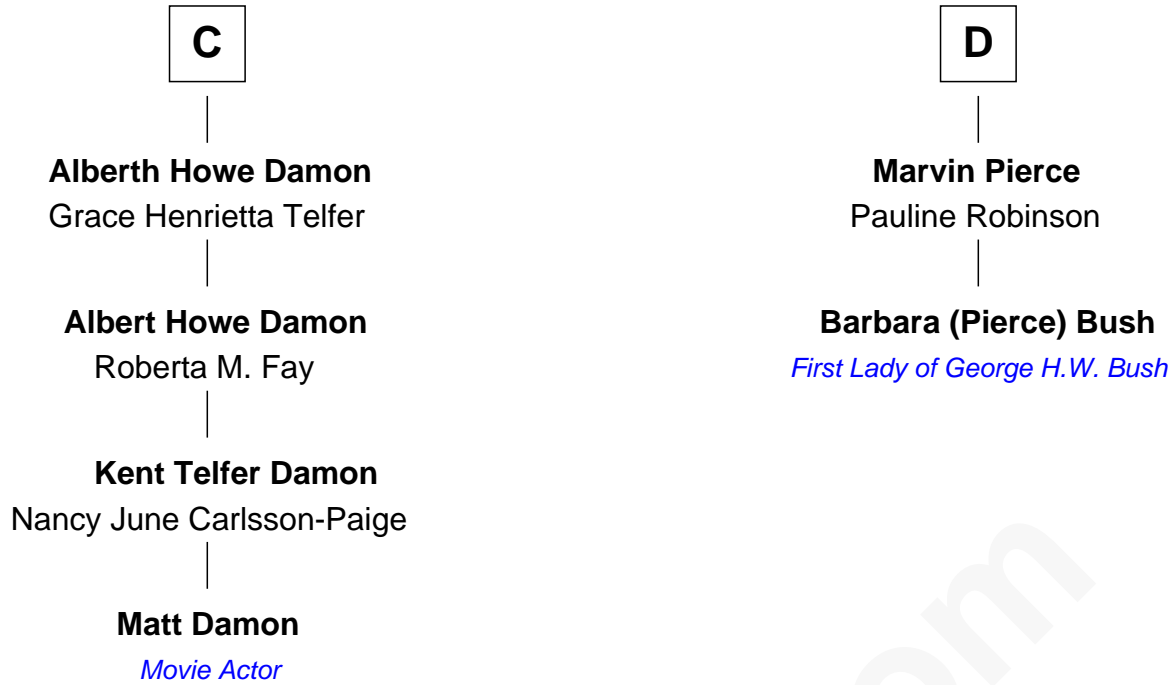 C
Alberth Howe Damon
Grace Henrietta Telfer
Albert Howe Damon
Roberta M. Fay
Kent Telfer Damon
Nancy June Carlsson-Paige
Matt Damon
Movie Actor
D
Marvin Pierce
Pauline Robinson
Barbara (Pierce) Bush
First Lady of George H.W. Bush
om